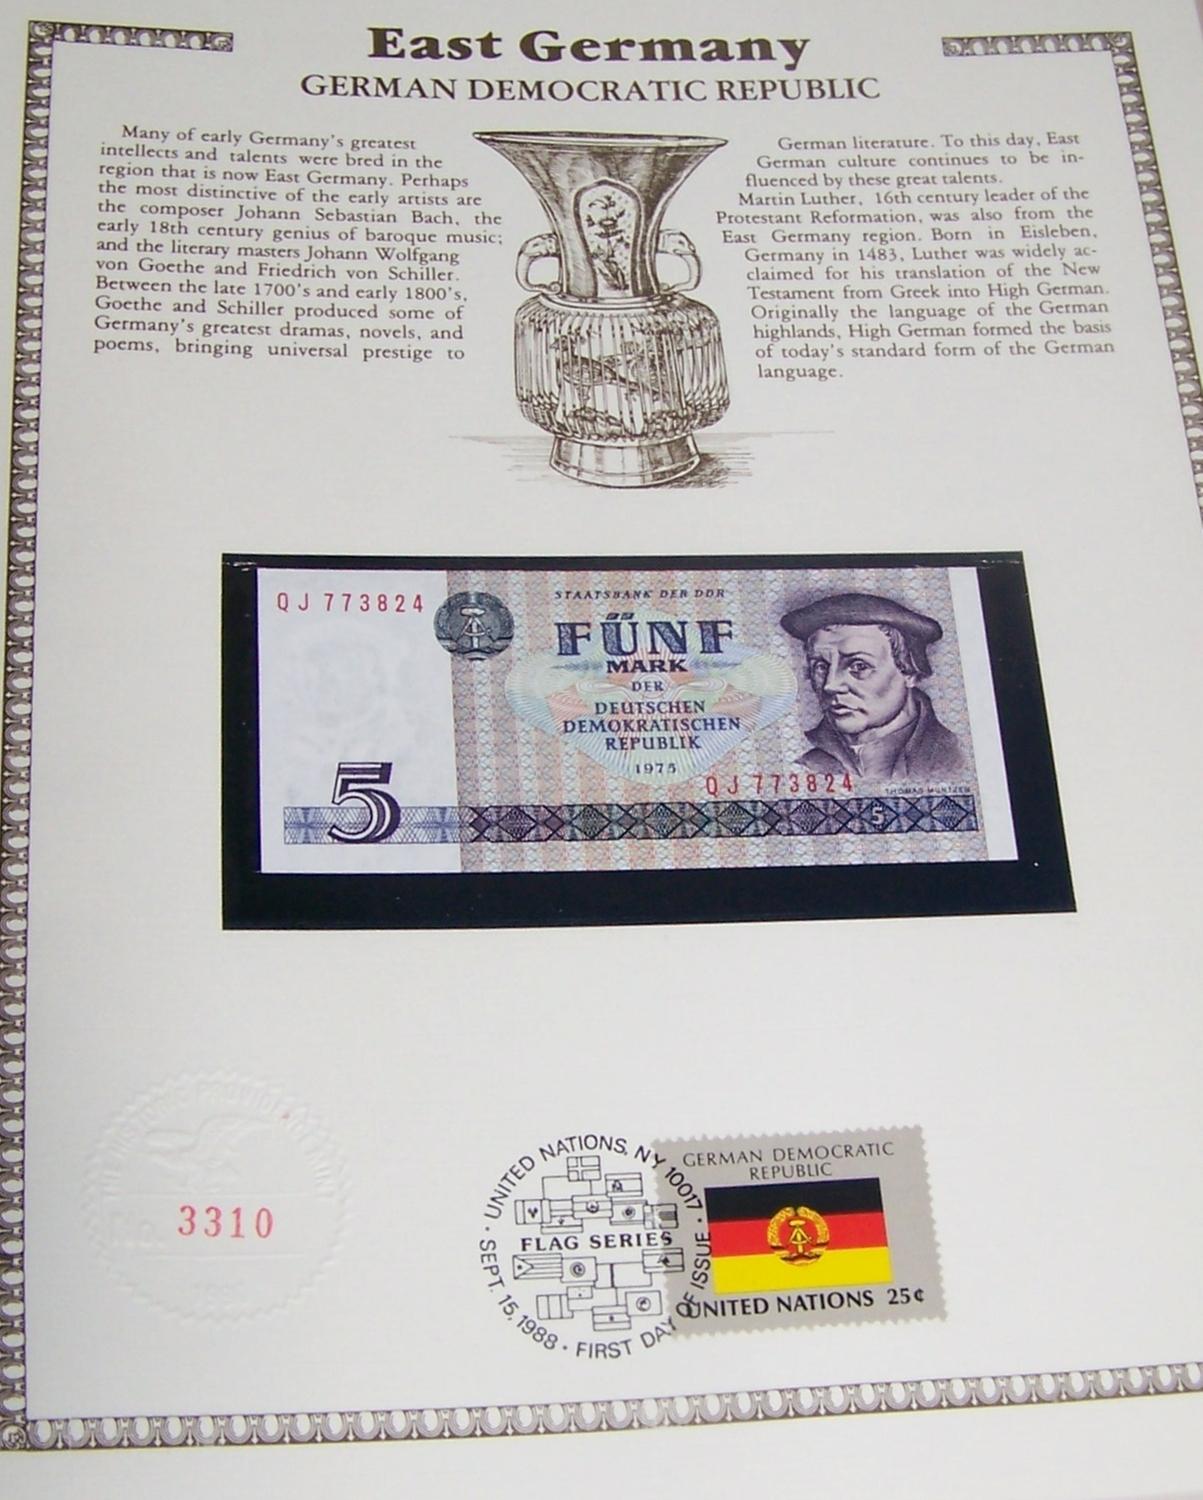 East Germany
GERMAN DEMOCRATIC REPUBLIC
Many of early Germany's greatest
intellects and talents were bred in the
region that is now East Germany. Perhaps
the most distinctive of the early artists are
the composer Johann Sebastian Bach, the
early 18th century genius of baroque music;
and the literary masters Johann Wolfgang
von Goethe and Friedrich von Schiller.
Between the late 1700's and early 1800's,
Goethe and Schiller produced some of
Germany's greatest dramas, novels, and
poems, bringing universal prestige to
German literature. To this day, East
German culture continues to be in-
fluenced by these great talents.
Martin Luther, 16th century leader of the
Protestant Reformation, was also from the
East Germany region. Born in Eisleben,
Germany in 1483, Luther was widely ac-
claimed for his translation of the New
Testament from Greek into High German.
Originally the language of the German
highlands, High German formed the basis
of today's standard form of the German
language.
QJ 773824
STAATSBANK DER DDR
FÜNF
MARK
DER
DEUTSCHEN
DEMOKRATISCHEN
REPUBLIK
1975
QJ 773824
THOMAS MÜNTZER
5
5
3310
UNITED NATIONS, NY 10017
FLAG SERIES
SEPT. 15, 1988 · FIRST DAY OF ISSUE ·
GERMAN DEMOCRATIC
REPUBLIC
UNITED NATIONS 25¢